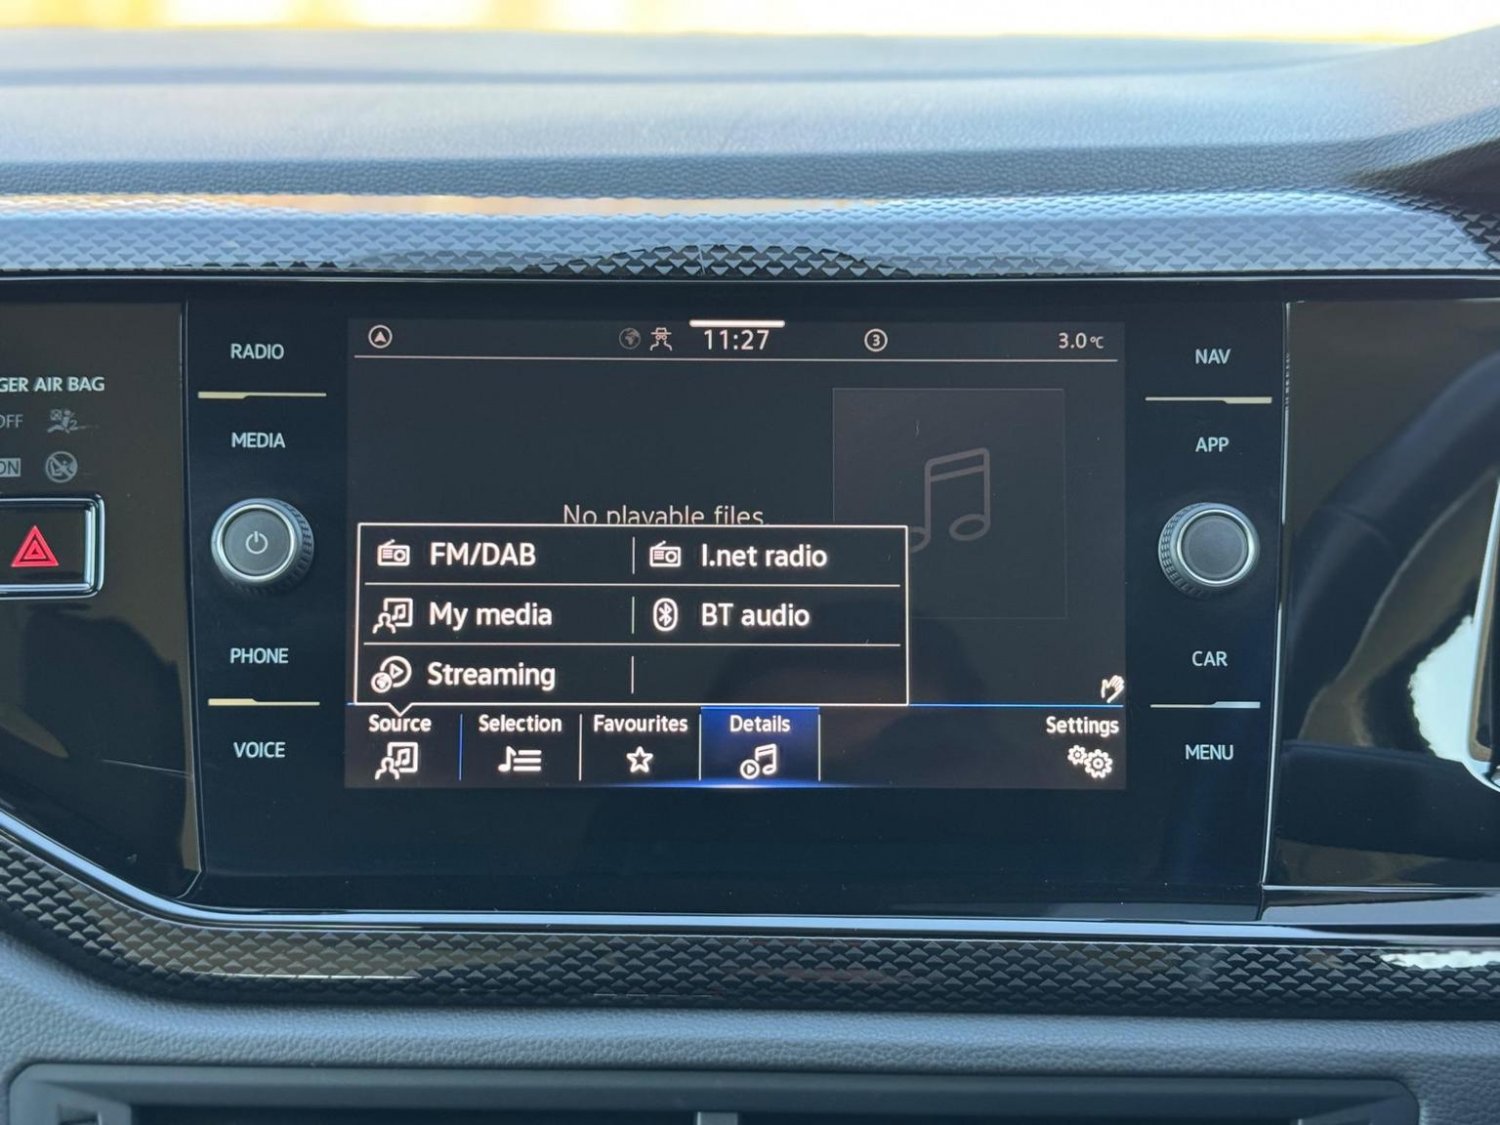 RADIO
MEDIA
PHONE
VOICE
GER AIR BAG
OFF
ON
11:27
3
3.0°C
No playable files
FM/DAB
I.net radio
My media
BT audio
Streaming
Source
Selection
Favourites
Details
Settings
NAV
APP
CAR
MENU